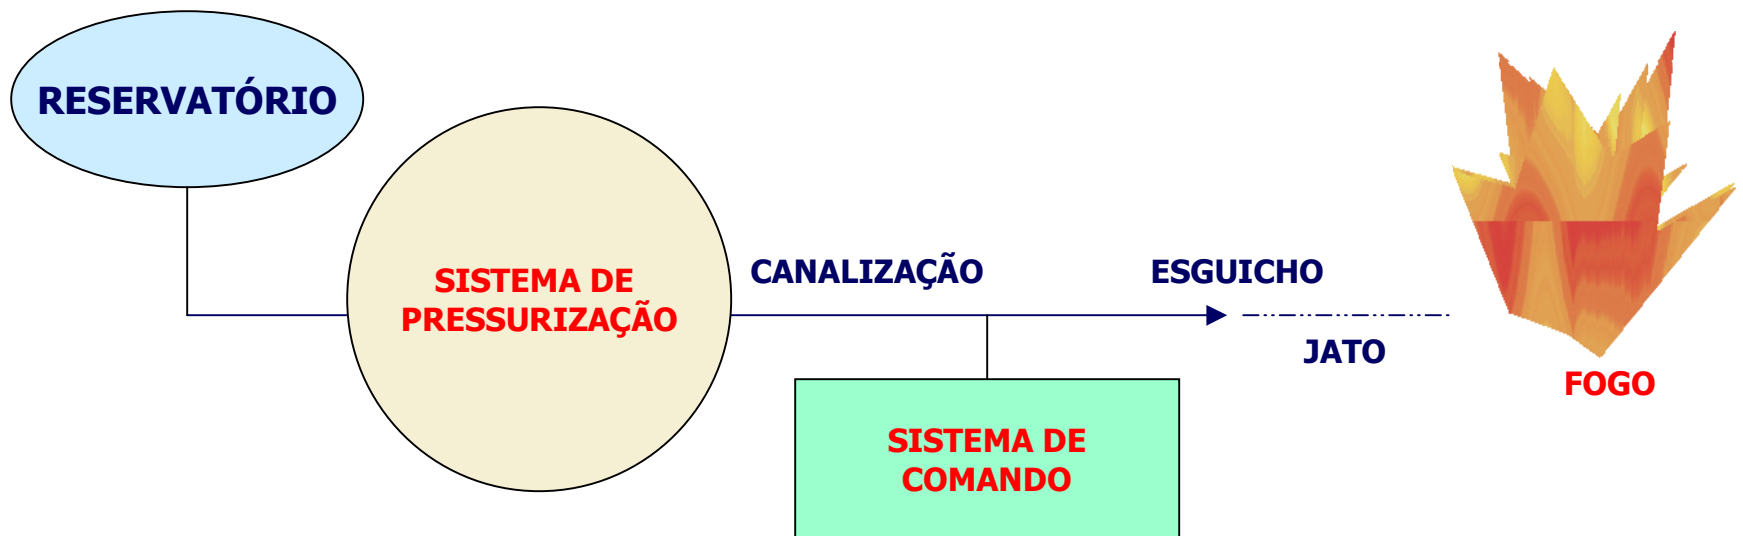 RESERVATÓRIO
SISTEMA DE
PRESSURIZAÇÃO
CANALIZAÇÃO
ESGUICHO
JATO
FOGO
SISTEMA DE
COMANDO